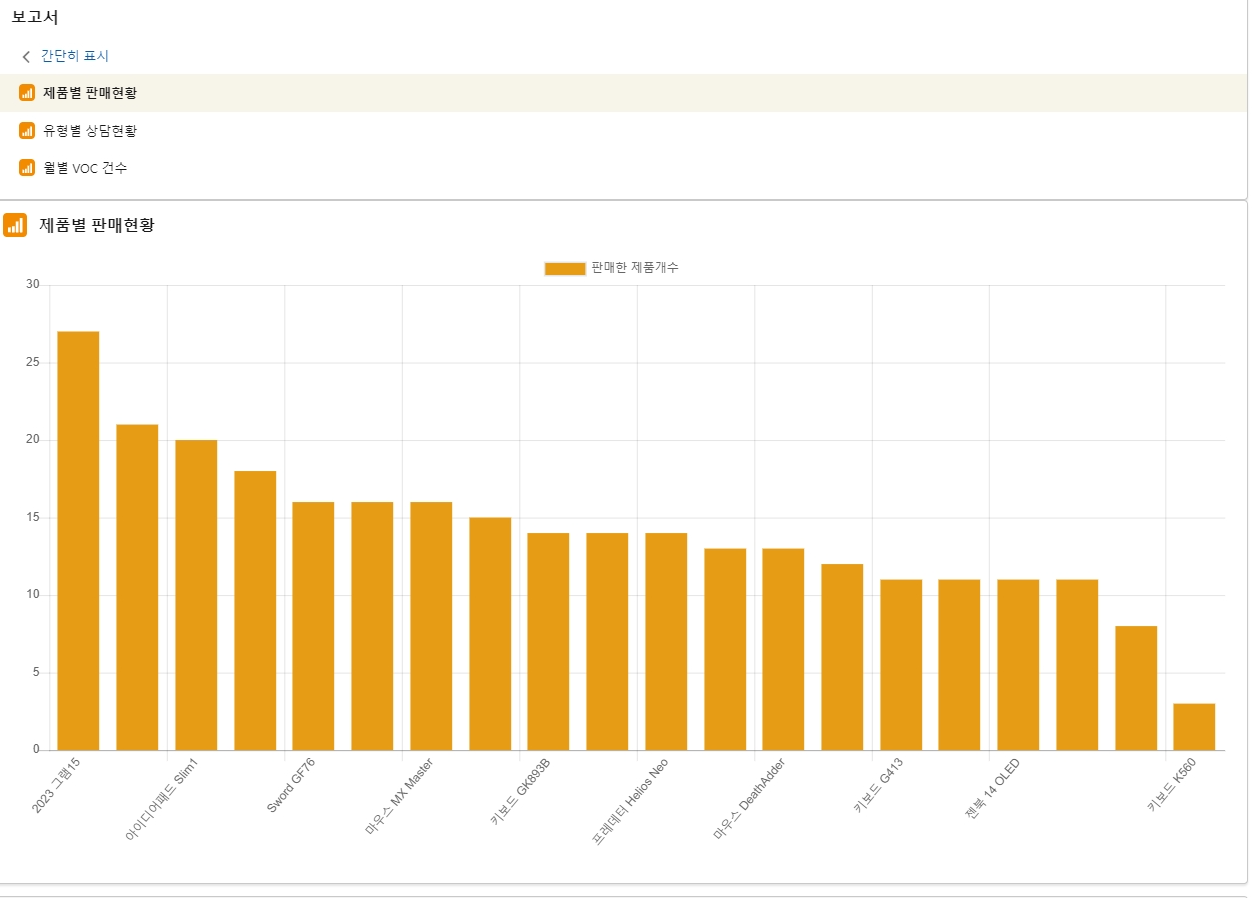 보고서
간단히 표시
제품별 판매현황
유형별 상담현황
월별 VOC 건수
제품별 판매현황
판매한 제품개수
30
25
20
15
10
5
0
2023 그램15
아이디어패드 Slim1
Sword GF76
마우스 MX Master
키보드 GK893B
프레데터 Helios Neo
마우스 DeathAdder
키보드 G413
젠북 14 OLED
키보드 K560